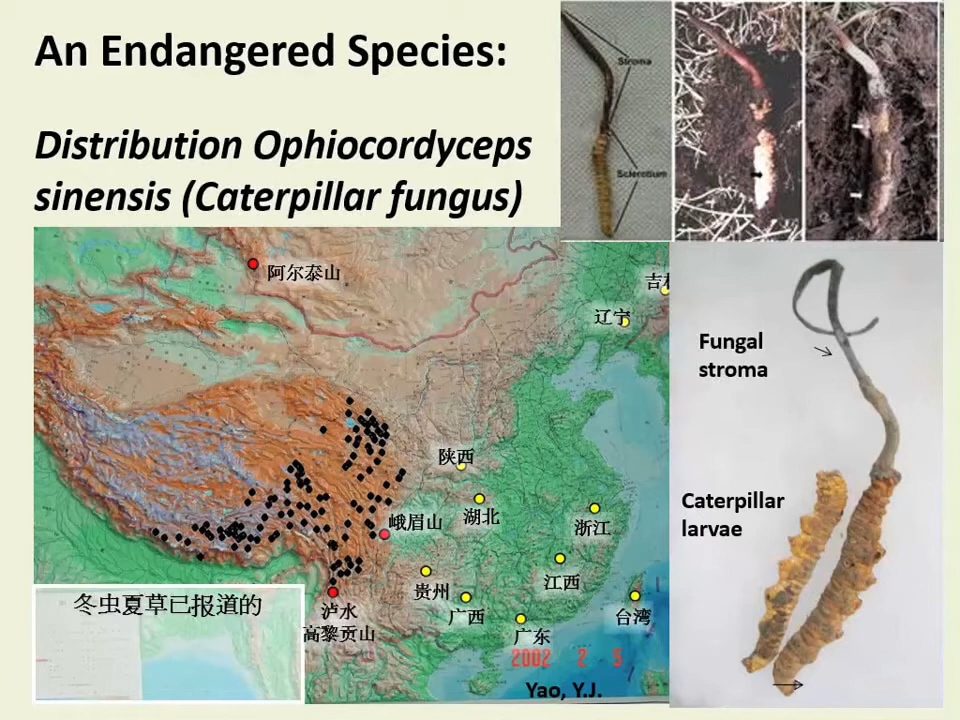 An Endangered Species:
Distribution Ophiocordyceps
sinensis (Caterpillar fungus)
Stroma
Sclerotium
阿尔泰山
辽宁
陕西
峨眉山
湖北
浙江
贵州
江西
广西
广东
台湾
泸水
高黎贡山
冬虫夏草已报道的
2002 2 5
Yao, Y.J.
Fungal
stroma
Caterpillar
larvae